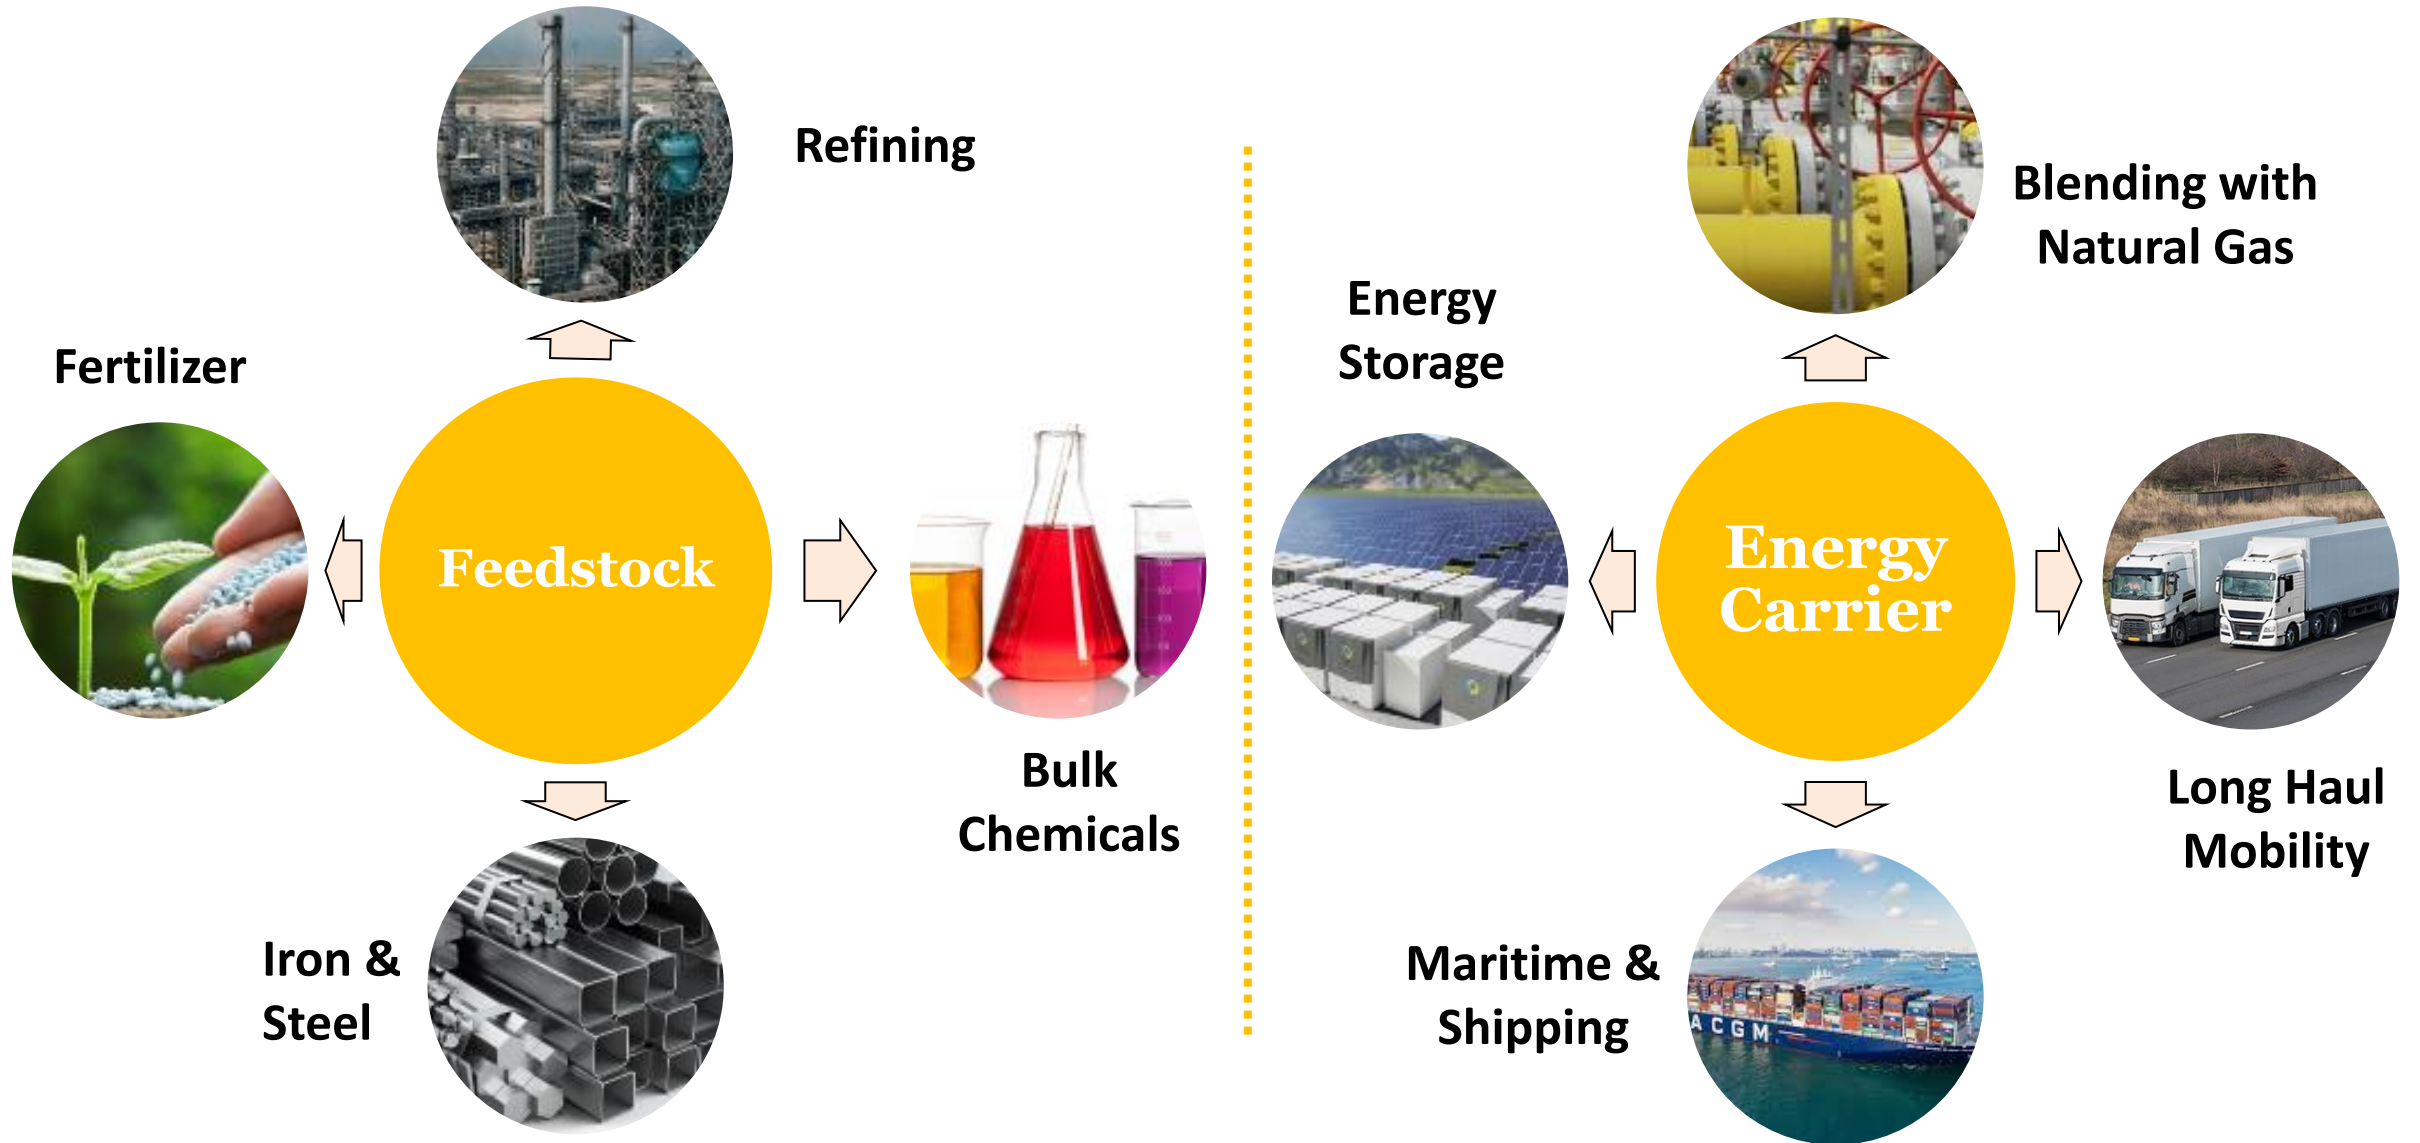 Refining
Fertilizer
Feedstock
Bulk
Chemicals
Iron &
Steel
Blending with
Natural Gas
Energy
Storage
Energy
Carrier
Long Haul
Mobility
Maritime &
Shipping
A CGM